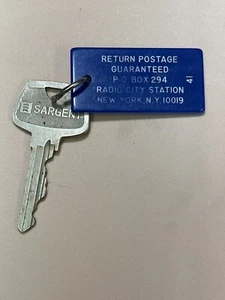 RETURN POSTAGE
GUARANTEED
P·O BOX 294
RADIO CITY STATION
NEW YORK, N.Y. 10019
41
SARGENT